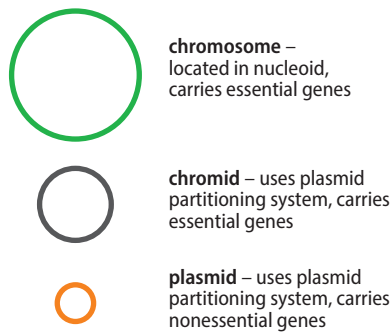 chromosome –
located in nucleoid,
carries essential genes
chromid – uses plasmid
partitioning system, carries
essential genes
plasmid – uses plasmid
partitioning system, carries
nonessential genes